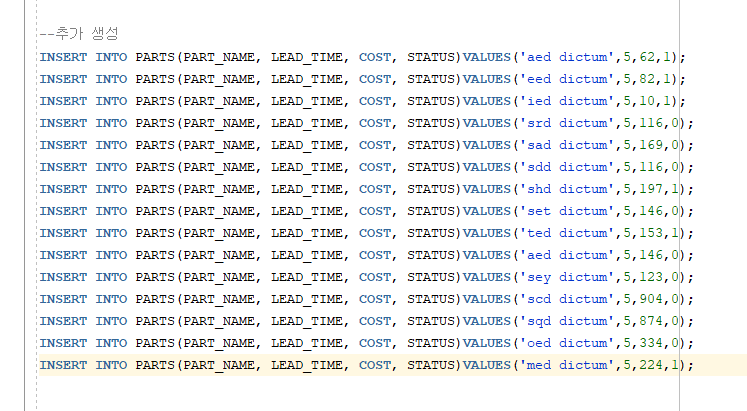 --추가 생성
INSERT INTO PARTS(PART_NAME, LEAD_TIME, COST, STATUS)VALUES('aed dictum',5,62,1);
INSERT INTO PARTS(PART_NAME, LEAD_TIME, COST, STATUS)VALUES('eed dictum',5,82,1);
INSERT INTO PARTS(PART_NAME, LEAD_TIME, COST, STATUS)VALUES('ied dictum',5,10,1);
INSERT INTO PARTS(PART_NAME, LEAD_TIME, COST, STATUS)VALUES('srd dictum',5,116,0);
INSERT INTO PARTS(PART_NAME, LEAD_TIME, COST, STATUS)VALUES('sad dictum',5,169,0);
INSERT INTO PARTS(PART_NAME, LEAD_TIME, COST, STATUS)VALUES('sdd dictum',5,116,0);
INSERT INTO PARTS(PART_NAME, LEAD_TIME, COST, STATUS)VALUES('shd dictum',5,197,1);
INSERT INTO PARTS(PART_NAME, LEAD_TIME, COST, STATUS)VALUES('set dictum',5,146,0);
INSERT INTO PARTS(PART_NAME, LEAD_TIME, COST, STATUS)VALUES('ted dictum',5,153,1);
INSERT INTO PARTS(PART_NAME, LEAD_TIME, COST, STATUS)VALUES('aed dictum',5,146,0);
INSERT INTO PARTS(PART_NAME, LEAD_TIME, COST, STATUS)VALUES('sey dictum',5,123,0);
INSERT INTO PARTS(PART_NAME, LEAD_TIME, COST, STATUS)VALUES('scd dictum',5,904,0);
INSERT INTO PARTS(PART_NAME, LEAD_TIME, COST, STATUS)VALUES('sqd dictum',5,874,0);
INSERT INTO PARTS(PART_NAME, LEAD_TIME, COST, STATUS)VALUES('oed dictum',5,334,0);
INSERT INTO PARTS(PART_NAME, LEAD_TIME, COST, STATUS)VALUES('med dictum',5,224,1);